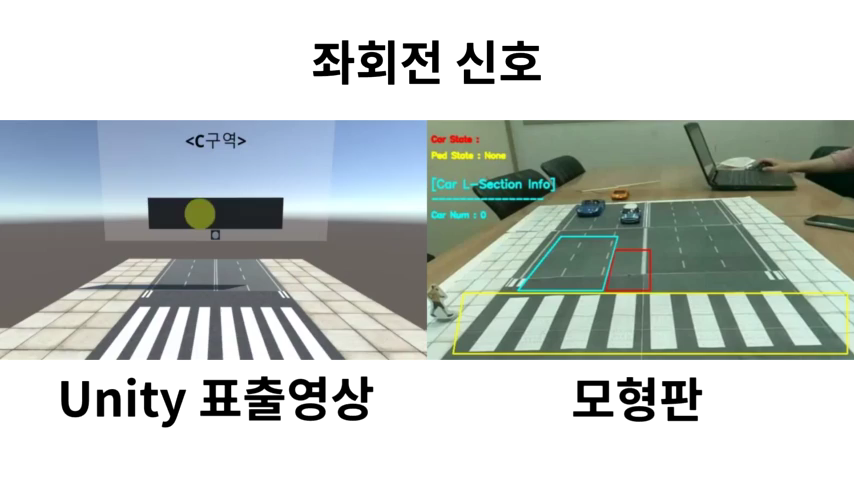 좌회전 신호
<C구역>
Car State :
Ped State : None
[Car L-Section Info]
--------------------
Car Num : 0
Unity 표출영상
모형판